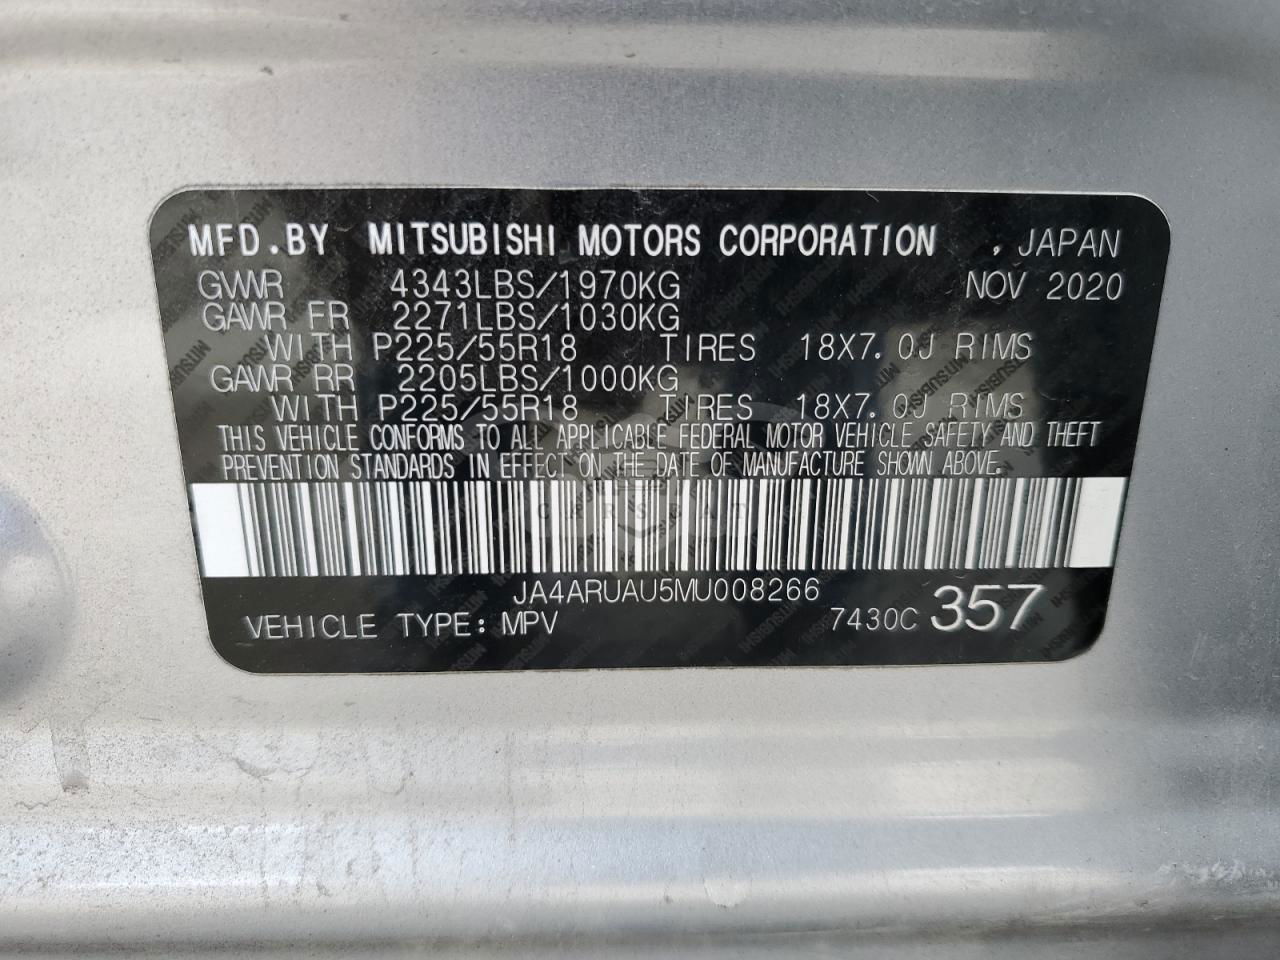 MFD.BY MITSUBISHI MOTORS CORPORATION , JAPAN
GVWR 4343LBS/1970KG NOV 2020
GAWR FR 2271LBS/1030KG
WITH P225/55R18 TIRES 18X7.0J RIMS
GAWR RR 2205LBS/1000KG
WITH P225/55R18 TIRES 18X7.0J RIMS
THIS VEHICLE CONFORMS TO ALL APPLICABLE FEDERAL MOTOR VEHICLE SAFETY AND THEFT
PREVENTION STANDARDS IN EFFECT ON THE DATE OF MANUFACTURE SHOWN ABOVE.
JA4ARUAU5MU008266
VEHICLE TYPE: MPV 7430C 357